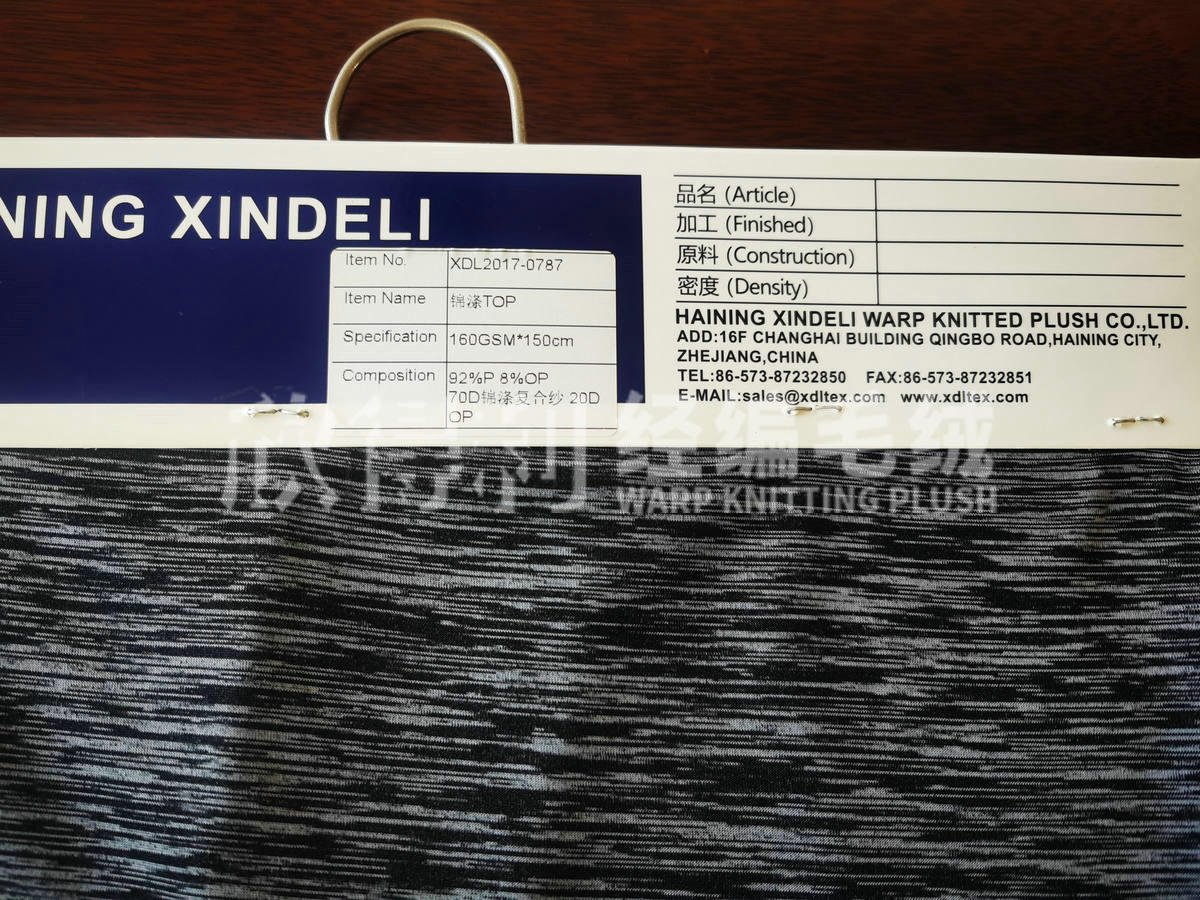 NING XINDELI
Item No. XDL2017-0787
Item Name 锦涤TOP
Specification 160GSM*150cm
Composition 92%P 8%OP
70D锦涤复合纱 20D
OP
品名 (Article)
加工 (Finished)
原料 (Construction)
密度 (Density)
HAINING XINDELI WARP KNITTED PLUSH CO.,LTD.
ADD:16F CHANGHAI BUILDING QINGBO ROAD,HAINING CITY,
ZHEJIANG,CHINA
TEL:86-573-87232850 FAX:86-573-87232851
E-MAIL:sales@xdltex.com www.xdltex.com
经编毛绒
WARP KNITTING PLUSH